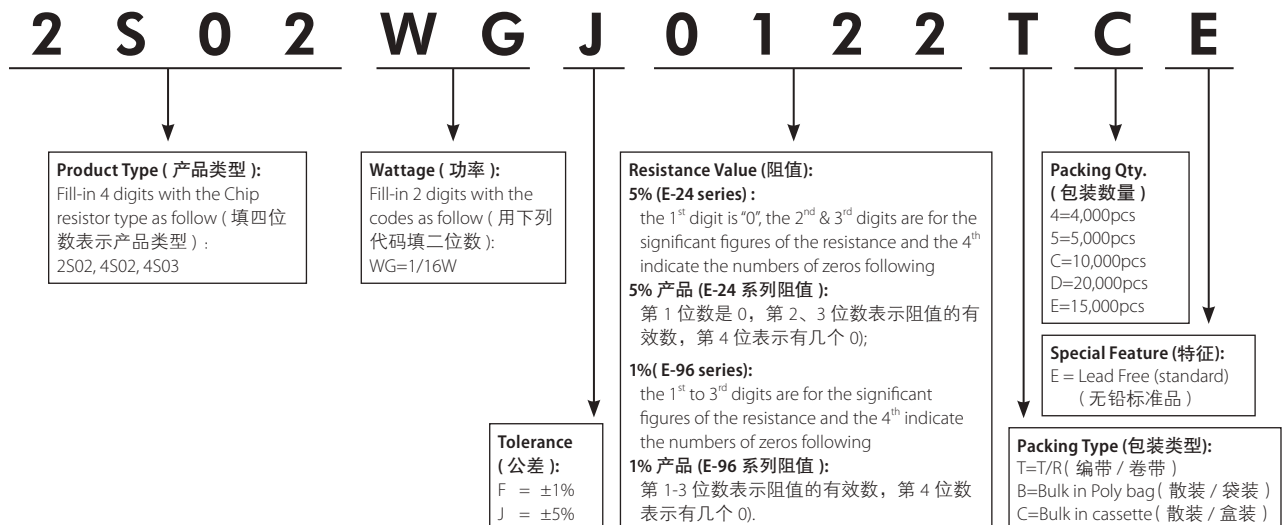 2 S 0 2 W G J 0 1 2 2 T C E
Product Type ( 产品类型 ):
Fill-in 4 digits with the Chip
resistor type as follow ( 填四位
数表示产品类型 ) :
2S02, 4S02, 4S03
Wattage ( 功率 ):
Fill-in 2 digits with the
codes as follow ( 用下列
代码填二位数 ):
WG=1/16W
Tolerance
( 公差 ):
F = ±1%
J = ±5%
Resistance Value (阻值):
5% (E-24 series) :
the 1st digit is "0", the 2nd & 3rd digits are for the
significant figures of the resistance and the 4th
indicate the numbers of zeros following
5% 产品 (E-24 系列阻值 ):
第 1 位数是 0，第 2、3 位数表示阻值的有
效数，第 4 位表示有几个 0);
1%( E-96 series):
the 1st to 3rd digits are for the significant
figures of the resistance and the 4th indicate
the numbers of zeros following
1% 产品 (E-96 系列阻值 ):
第 1-3 位数表示阻值的有效数，第 4 位数
表示有几个 0).
Packing Qty.
( 包装数量 )
4=4,000pcs
5=5,000pcs
C=10,000pcs
D=20,000pcs
E=15,000pcs
Special Feature (特征):
E = Lead Free (standard)
( 无铅标准品 )
Packing Type (包装类型):
T=T/R( 编带 / 卷带 )
B=Bulk in Poly bag( 散装 / 袋装 )
C=Bulk in cassette( 散装 / 盒装 )